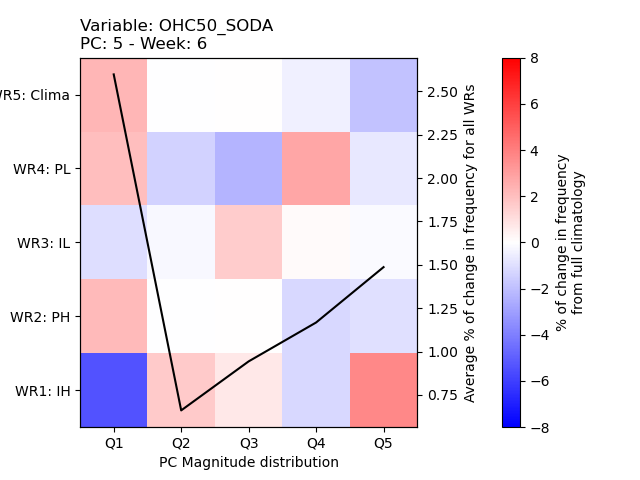 Variable: OHC50_SODA
PC: 5 - Week: 6
WR5: Clima
WR4: PL
WR3: IL
WR2: PH
WR1: IH
Q1 Q2 Q3 Q4 Q5
PC Magnitude distribution
2.50
2.25
2.00
1.75
1.50
1.25
1.00
0.75
Average % of change in frequency for all WRs
8
6
4
2
0
−2
−4
−6
−8
% of change in frequency
from full climatology